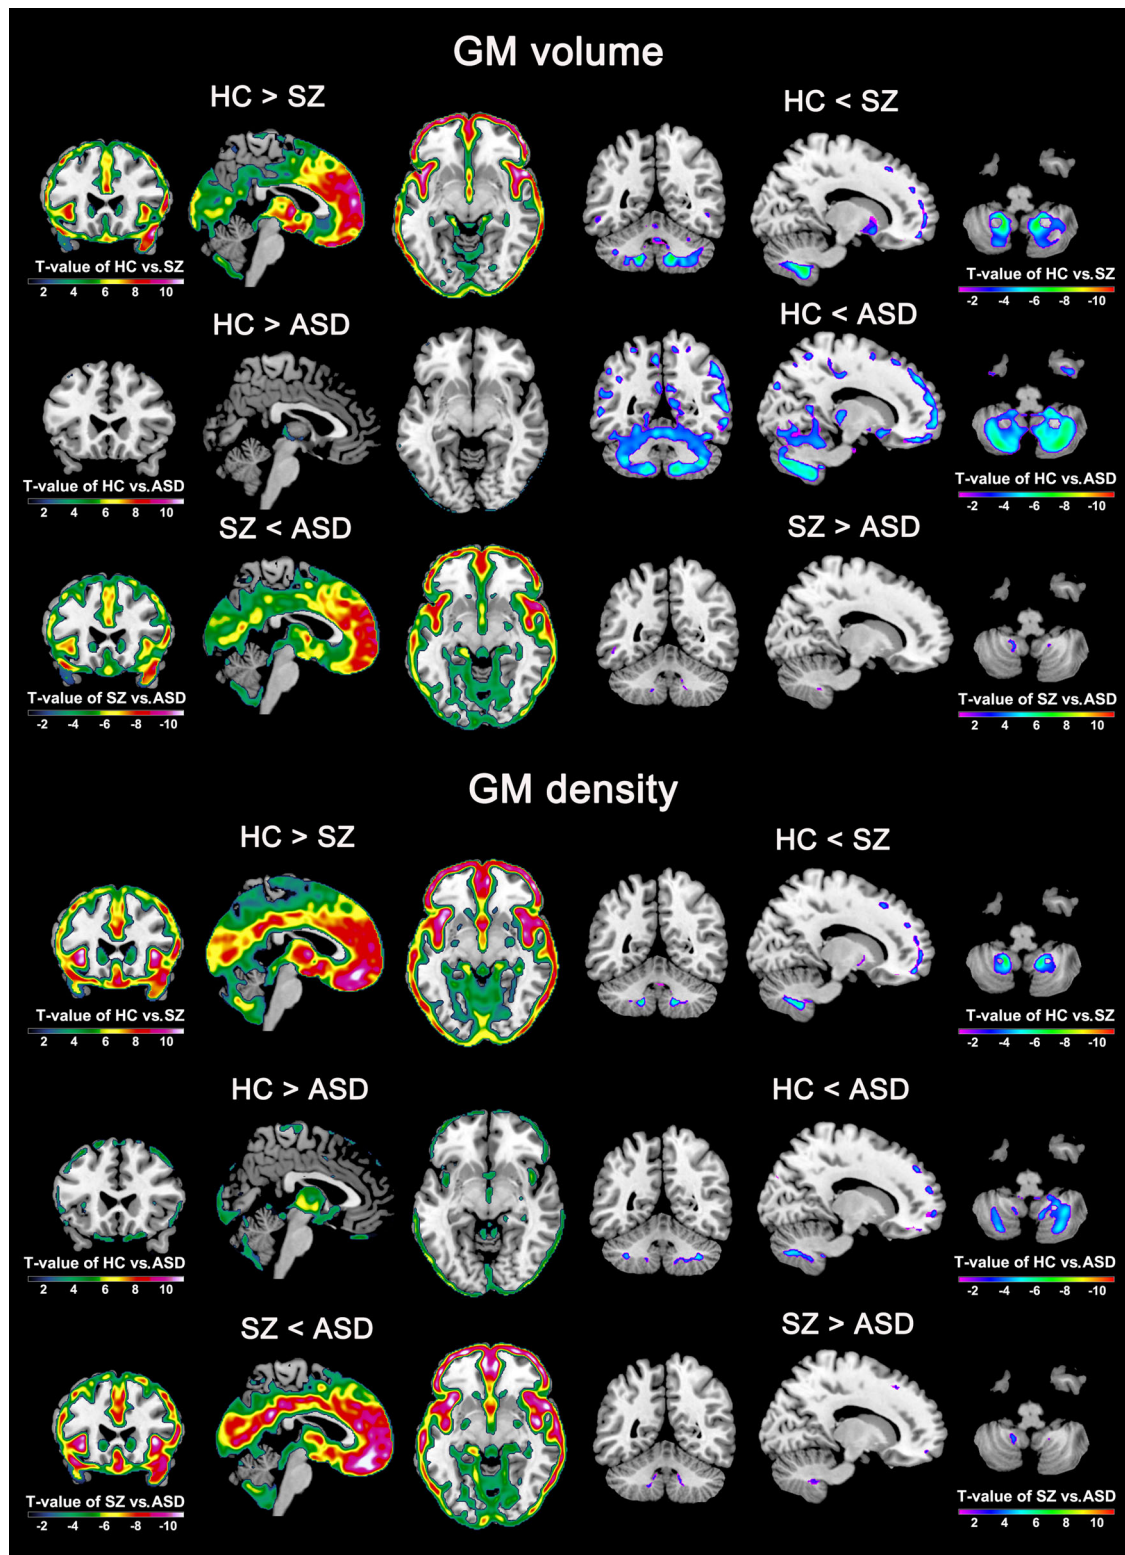 GM volume
HC > SZ
HC < SZ
T-value of HC vs.SZ
2 4 6 8 10
T-value of HC vs.SZ
-2 -4 -6 -8 -10
HC > ASD
HC < ASD
T-value of HC vs.ASD
2 4 6 8 10
T-value of HC vs.ASD
-2 -4 -6 -8 -10
SZ < ASD
SZ > ASD
T-value of SZ vs.ASD
-2 -4 -6 -8 -10
T-value of SZ vs.ASD
2 4 6 8 10
GM density
HC > SZ
HC < SZ
T-value of HC vs.SZ
2 4 6 8 10
T-value of HC vs.SZ
-2 -4 -6 -8 -10
HC > ASD
HC < ASD
T-value of HC vs.ASD
2 4 6 8 10
T-value of HC vs.ASD
-2 -4 -6 -8 -10
SZ < ASD
SZ > ASD
T-value of SZ vs.ASD
-2 -4 -6 -8 -10
T-value of SZ vs.ASD
2 4 6 8 10